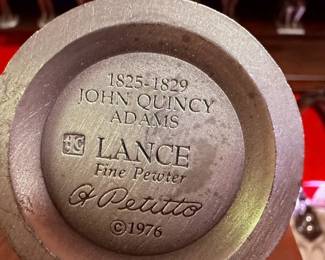 1825-1829
JOHN QUINCY
ADAMS
LANCE
Fine Pewter
A Petitto
©1976